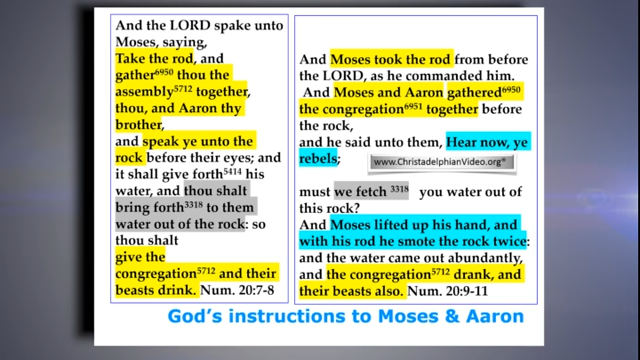 And the LORD spake unto
Moses, saying,
Take the rod, and
gather6950 thou the
assembly5712 together,
thou, and Aaron thy
brother,
and speak ye unto the
rock before their eyes; and
it shall give forth5414 his
water, and thou shalt
bring forth3318 to them
water out of the rock: so
thou shalt
give the
congregation5712 and their
beasts drink. Num. 20:7-8
And Moses took the rod from before
the LORD, as he commanded him.
And Moses and Aaron gathered6950
the congregation6951 together before
the rock,
and he said unto them, Hear now, ye
rebels;
www.ChristadelphianVideo.org®
must we fetch 3318 you water out of
this rock?
And Moses lifted up his hand, and
with his rod he smote the rock twice:
and the water came out abundantly,
and the congregation5712 drank, and
their beasts also. Num. 20:9-11
God's instructions to Moses & Aaron